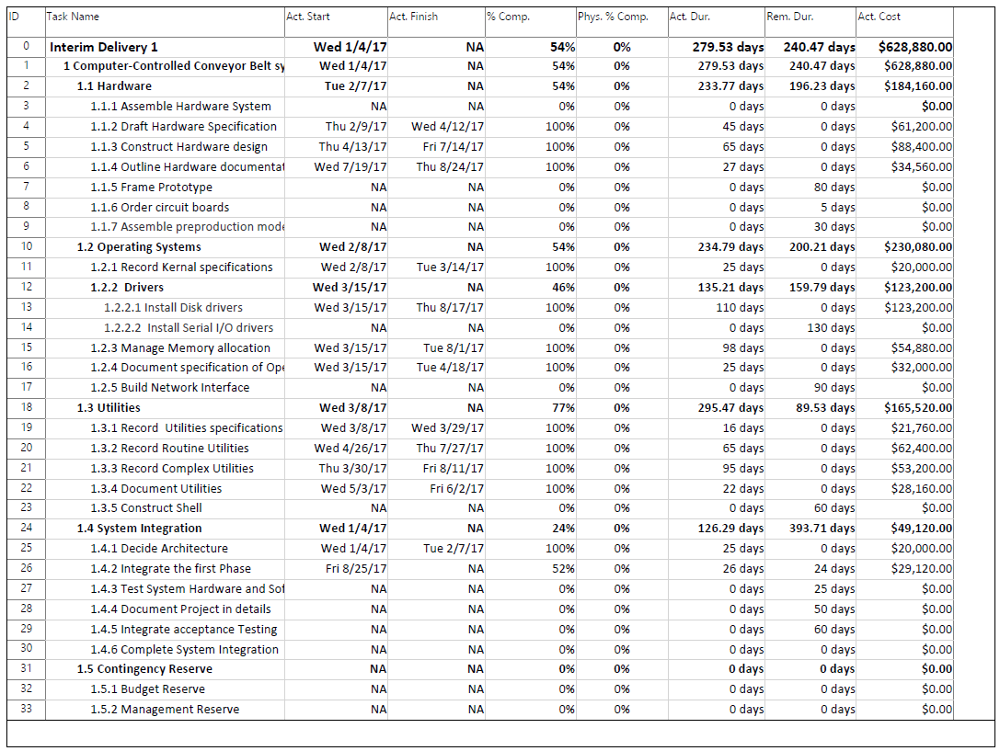 ID Task Name Act. Start Act. Finish % Comp. Phys. % Comp. Act. Dur. Rem. Dur. Act. Cost
0 Interim Delivery 1 Wed 1/4/17 NA 54% 0% 279.53 days 240.47 days $628,880.00
1 1 Computer-Controlled Conveyor Belt sy Wed 1/4/17 NA 54% 0% 279.53 days 240.47 days $628,880.00
2 1.1 Hardware Tue 2/7/17 NA 54% 0% 233.77 days 196.23 days $184,160.00
3 1.1.1 Assemble Hardware System NA NA 0% 0% 0 days 0 days $0.00
4 1.1.2 Draft Hardware Specification Thu 2/9/17 Wed 4/12/17 100% 0% 45 days 0 days $61,200.00
5 1.1.3 Construct Hardware design Thu 4/13/17 Fri 7/14/17 100% 0% 65 days 0 days $88,400.00
6 1.1.4 Outline Hardware documentat Wed 7/19/17 Thu 8/24/17 100% 0% 27 days 0 days $34,560.00
7 1.1.5 Frame Prototype NA NA 0% 0% 0 days 80 days $0.00
8 1.1.6 Order circuit boards NA NA 0% 0% 0 days 5 days $0.00
9 1.1.7 Assemble preproduction mode NA NA 0% 0% 0 days 30 days $0.00
10 1.2 Operating Systems Wed 2/8/17 NA 54% 0% 234.79 days 200.21 days $230,080.00
11 1.2.1 Record Kernal specifications Wed 2/8/17 Tue 3/14/17 100% 0% 25 days 0 days $20,000.00
12 1.2.2 Drivers Wed 3/15/17 NA 46% 0% 135.21 days 159.79 days $123,200.00
13 1.2.2.1 Install Disk drivers Wed 3/15/17 Thu 8/17/17 100% 0% 110 days 0 days $123,200.00
14 1.2.2.2 Install Serial I/O drivers NA NA 0% 0% 0 days 130 days $0.00
15 1.2.3 Manage Memory allocation Wed 3/15/17 Tue 8/1/17 100% 0% 98 days 0 days $54,880.00
16 1.2.4 Document specification of Ope Wed 3/15/17 Tue 4/18/17 100% 0% 25 days 0 days $32,000.00
17 1.2.5 Build Network Interface NA NA 0% 0% 0 days 90 days $0.00
18 1.3 Utilities Wed 3/8/17 NA 77% 0% 295.47 days 89.53 days $165,520.00
19 1.3.1 Record Utilities specifications Wed 3/8/17 Wed 3/29/17 100% 0% 16 days 0 days $21,760.00
20 1.3.2 Record Routine Utilities Wed 4/26/17 Thu 7/27/17 100% 0% 65 days 0 days $62,400.00
21 1.3.3 Record Complex Utilities Thu 3/30/17 Fri 8/11/17 100% 0% 95 days 0 days $53,200.00
22 1.3.4 Document Utilities Wed 5/3/17 Fri 6/2/17 100% 0% 22 days 0 days $28,160.00
23 1.3.5 Construct Shell NA NA 0% 0% 0 days 60 days $0.00
24 1.4 System Integration Wed 1/4/17 NA 24% 0% 126.29 days 393.71 days $49,120.00
25 1.4.1 Decide Architecture Wed 1/4/17 Tue 2/7/17 100% 0% 25 days 0 days $20,000.00
26 1.4.2 Integrate the first Phase Fri 8/25/17 NA 52% 0% 26 days 24 days $29,120.00
27 1.4.3 Test System Hardware and Sof NA NA 0% 0% 0 days 25 days $0.00
28 1.4.4 Document Project in details NA NA 0% 0% 0 days 50 days $0.00
29 1.4.5 Integrate acceptance Testing NA NA 0% 0% 0 days 60 days $0.00
30 1.4.6 Complete System Integration NA NA 0% 0% 0 days 0 days $0.00
31 1.5 Contingency Reserve NA NA 0% 0% 0 days 0 days $0.00
32 1.5.1 Budget Reserve NA NA 0% 0% 0 days 0 days $0.00
33 1.5.2 Management Reserve NA NA 0% 0% 0 days 0 days $0.00